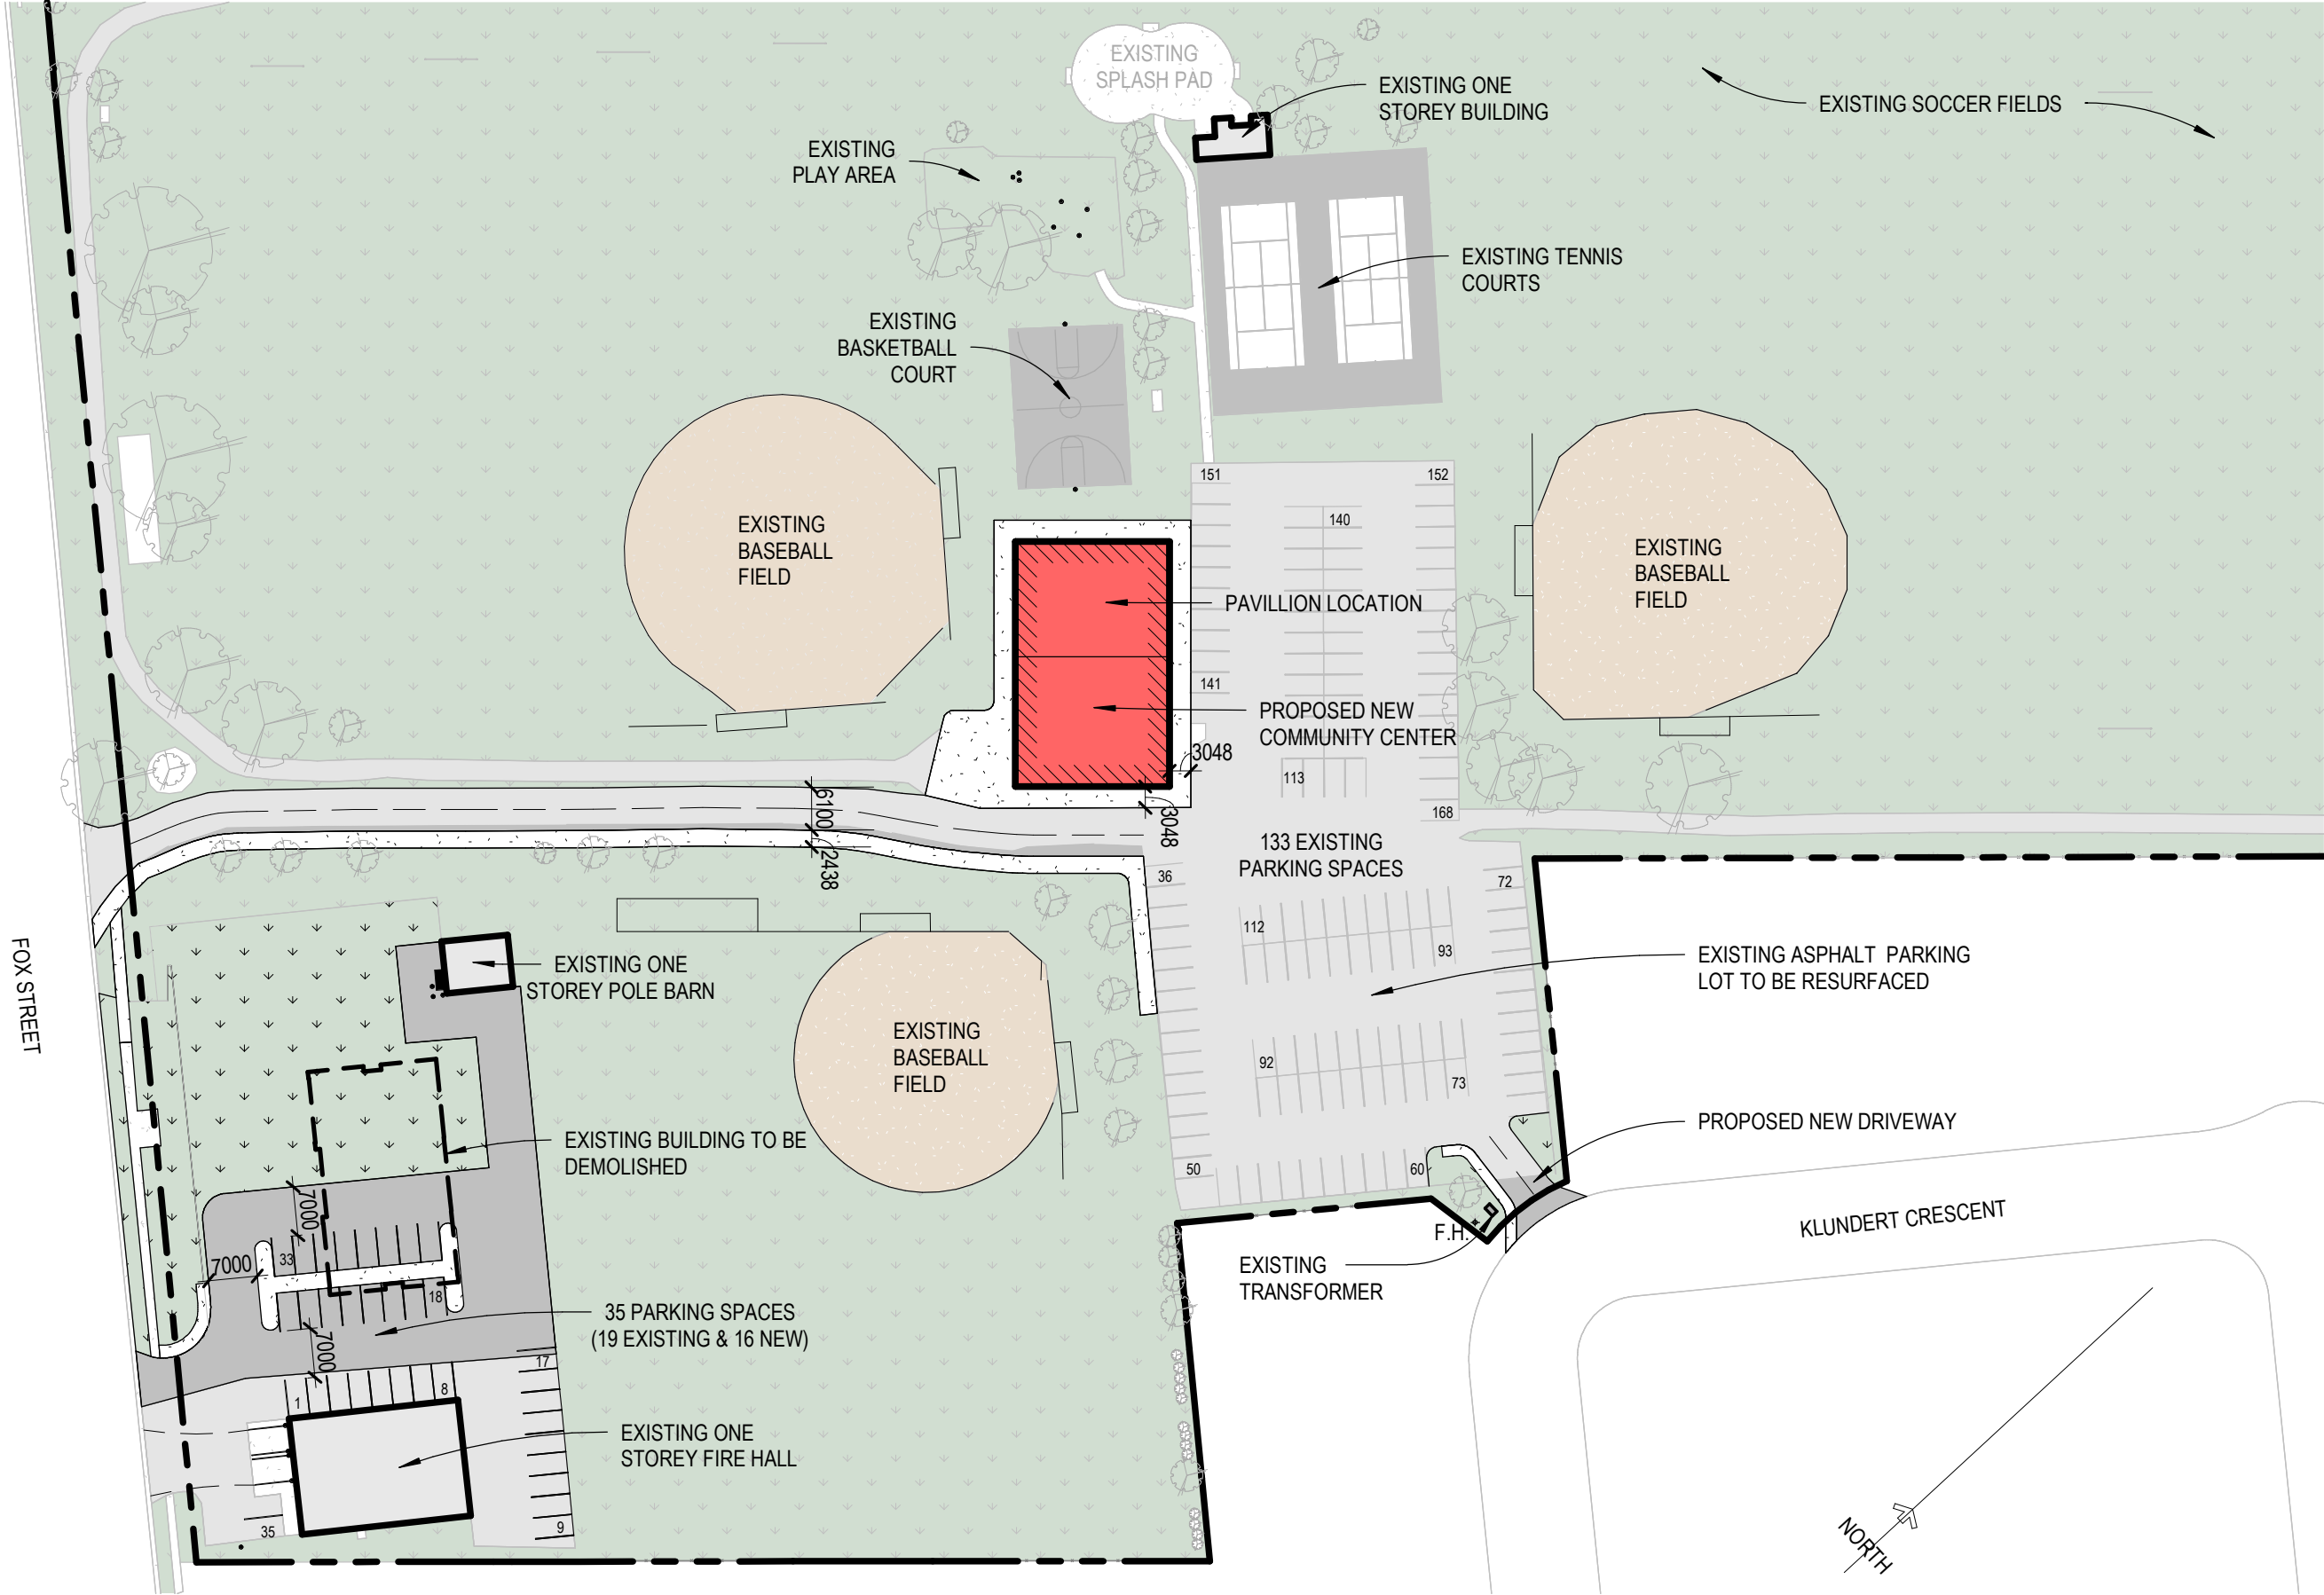 EXISTING
SPLASH PAD
EXISTING ONE
STOREY BUILDING
EXISTING SOCCER FIELDS
EXISTING
PLAY AREA
EXISTING TENNIS
COURTS
EXISTING
BASKETBALL
COURT
151
152
140
EXISTING
BASEBALL
FIELD
EXISTING
BASEBALL
FIELD
PAVILLION LOCATION
141
PROPOSED NEW
COMMUNITY CENTER
3048
113
6100
3048
168
2438
133 EXISTING
PARKING SPACES
36
72
112
93
FOX STREET
EXISTING ONE
STOREY POLE BARN
EXISTING ASPHALT PARKING
LOT TO BE RESURFACED
EXISTING
BASEBALL
FIELD
92
73
PROPOSED NEW DRIVEWAY
EXISTING BUILDING TO BE
DEMOLISHED
50
60
7000
KLUNDERT CRESCENT
F.H.
7000
33
EXISTING
TRANSFORMER
18
35 PARKING SPACES
(19 EXISTING & 16 NEW)
7000
17
1
8
EXISTING ONE
STOREY FIRE HALL
35
9
NORTH